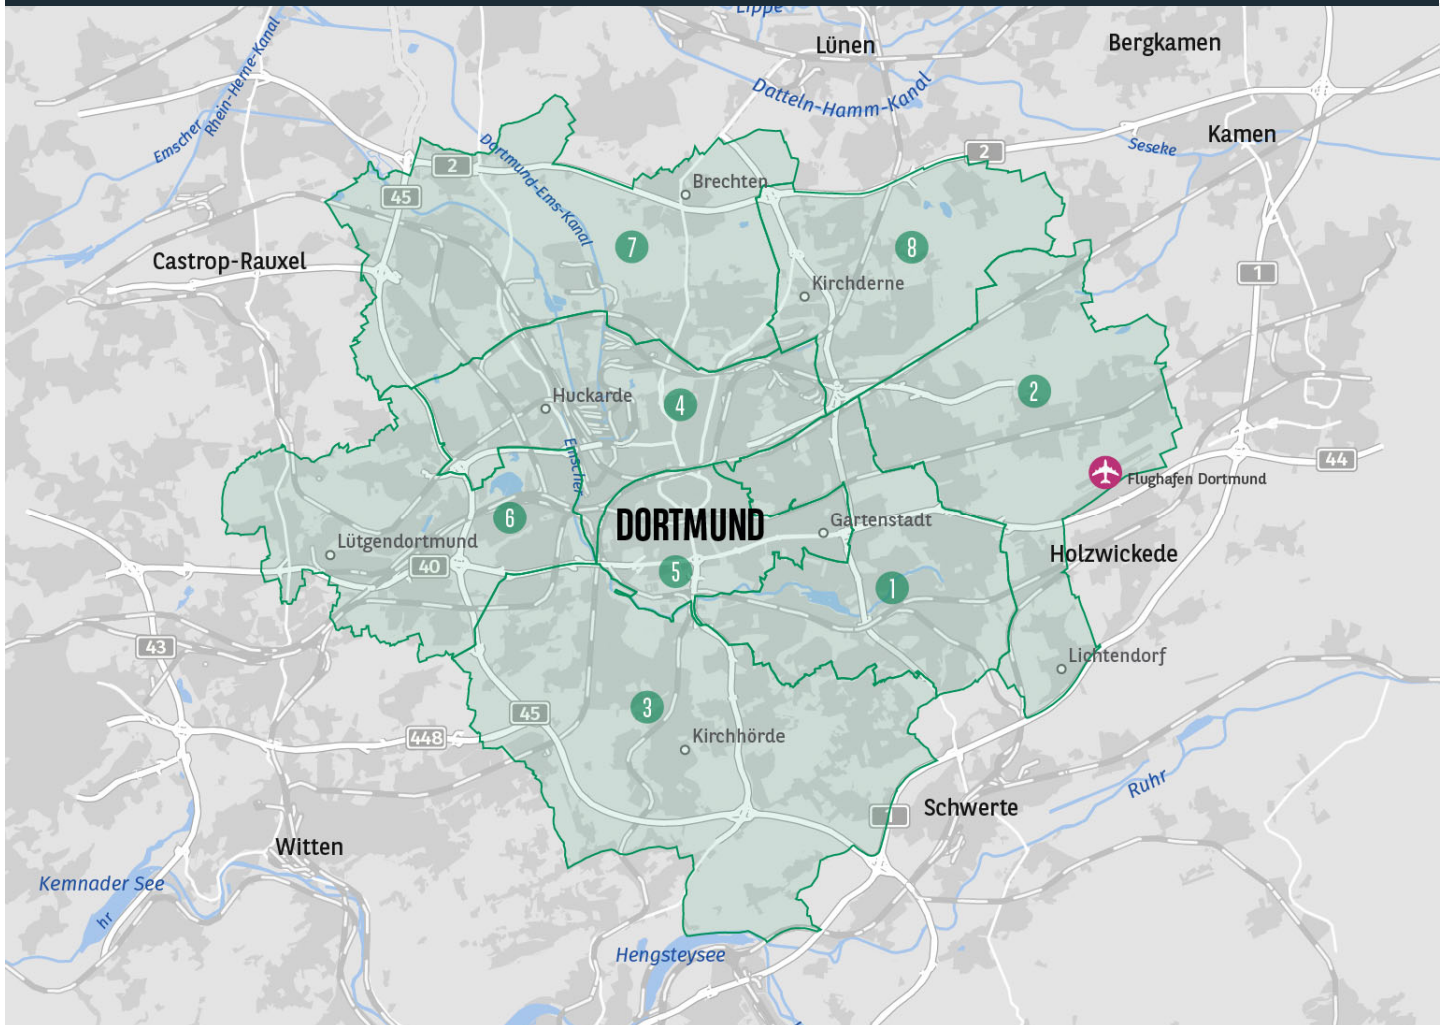 Lippe
Lünen
Bergkamen
Rhein-Herne-Kanal
Datteln-Hamm-Kanal
Emscher
Kamen
Seseke
Dortmund-Ems-Kanal
2
2
Brechten
45
7
8
Castrop-Rauxel
1
Kirchderne
Huckarde
4
2
Emscher
44
Flughafen Dortmund
6
DORTMUND
Gartenstadt
Lütgendortmund
Holzwickede
40
5
1
43
Lichtendorf
45
3
448
Kirchhörde
Ruhr
Schwerte
Witten
Kemnader See
hr
Hengsteysee